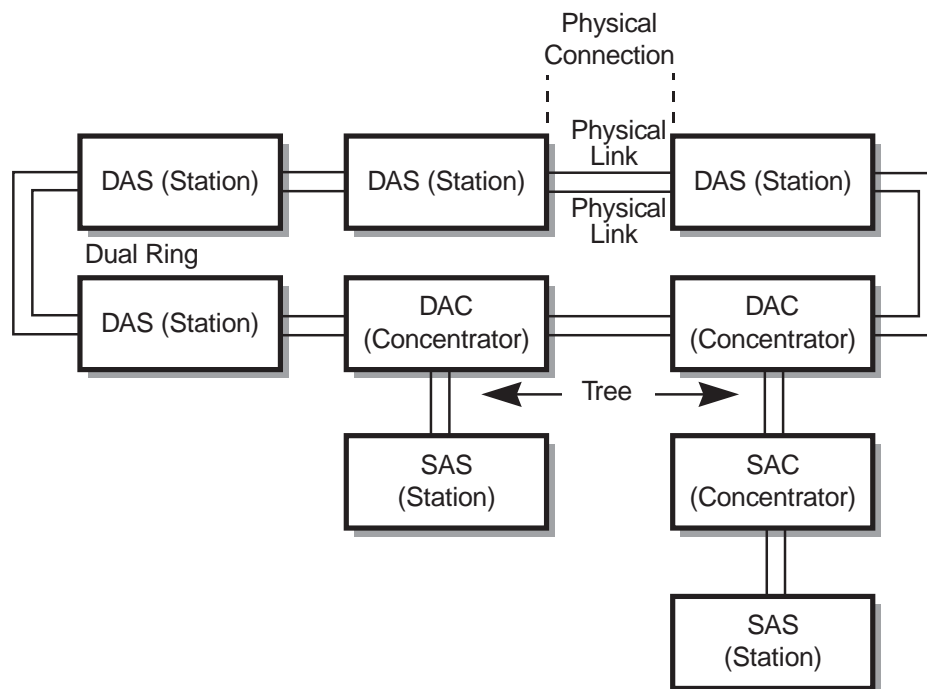 Physical
Connection
Physical
Link
DAS (Station)
DAS (Station)
DAS (Station)
Physical
Link
Dual Ring
DAS (Station)
DAC
(Concentrator)
DAC
(Concentrator)
Tree
SAS
(Station)
SAC
(Concentrator)
SAS
(Station)